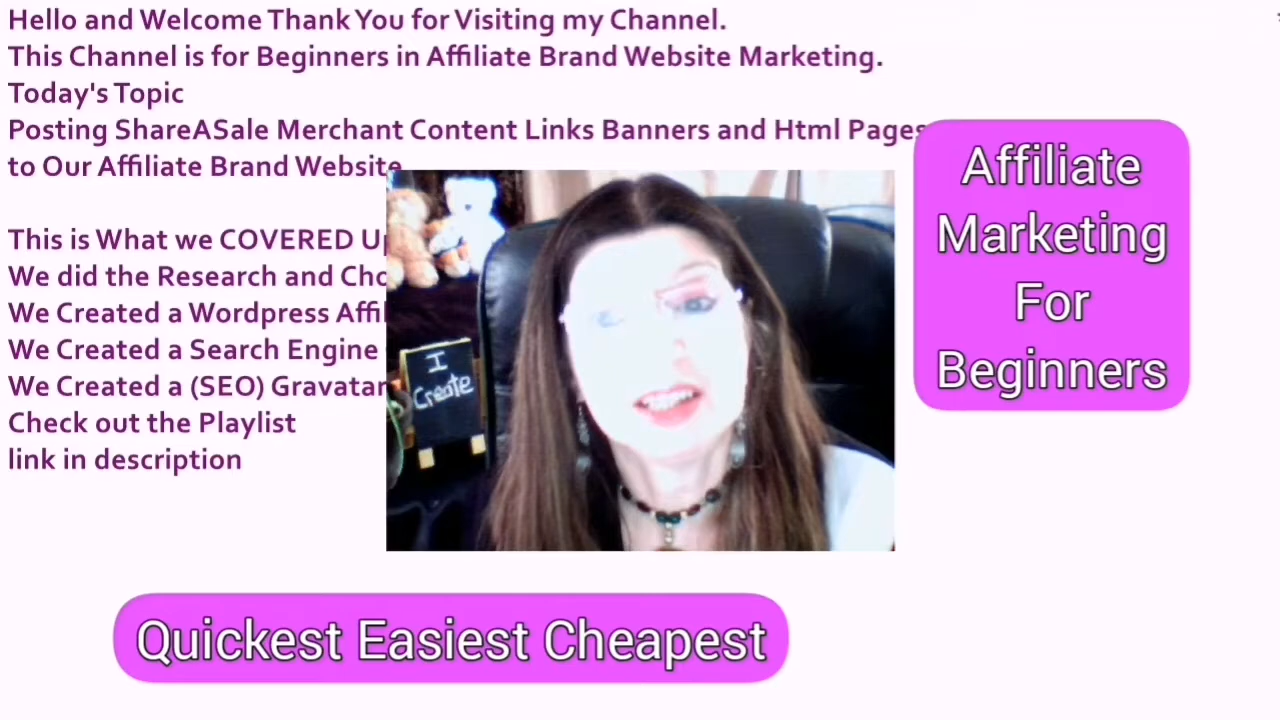 Hello and Welcome Thank You for Visiting my Channel.
This Channel is for Beginners in Affiliate Brand Website Marketing.
Today's Topic
Posting ShareASale Merchant Content Links Banners and Html Pages
to Our Affiliate Brand Website
This is What we COVERED
We did the Research and
We Created a Wordpress
We Created a Search Engine
We Created a (SEO) Gravatar
Check out the Playlist
link in description
I
Create
Affiliate
Marketing
For
Beginners
Quickest Easiest Cheapest